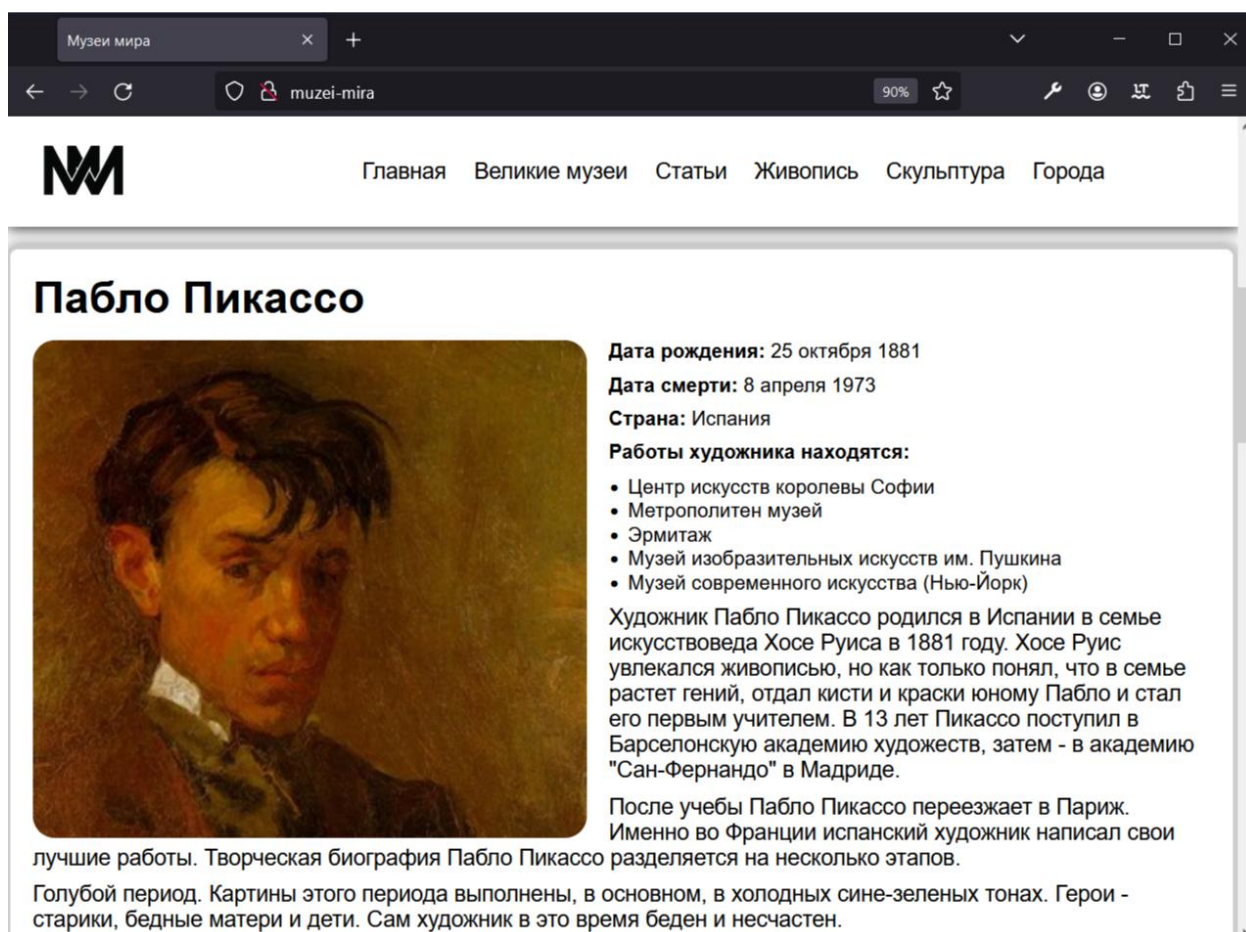 Музеи мира
muzei-mira
90%
Главная Великие музеи Статьи Живопись Скульптура Города
Пабло Пикассо
Дата рождения: 25 октября 1881
Дата смерти: 8 апреля 1973
Страна: Испания
Работы художника находятся:
• Центр искусств королевы Софии
• Метрополитен музей
• Эрмитаж
• Музей изобразительных искусств им. Пушкина
• Музей современного искусства (Нью-Йорк)
Художник Пабло Пикассо родился в Испании в семье
искусствоведа Хосе Руиса в 1881 году. Хосе Руис
увлекался живописью, но как только понял, что в семье
растет гений, отдал кисти и краски юному Пабло и стал
его первым учителем. В 13 лет Пикассо поступил в
Барселонскую академию художеств, затем - в академию
"Сан-Фернандо" в Мадриде.
После учебы Пабло Пикассо переезжает в Париж.
Именно во Франции испанский художник написал свои
лучшие работы. Творческая биография Пабло Пикассо разделяется на несколько этапов.
Голубой период. Картины этого периода выполнены, в основном, в холодных сине-зеленых тонах. Герои -
старики, бедные матери и дети. Сам художник в это время беден и несчастен.